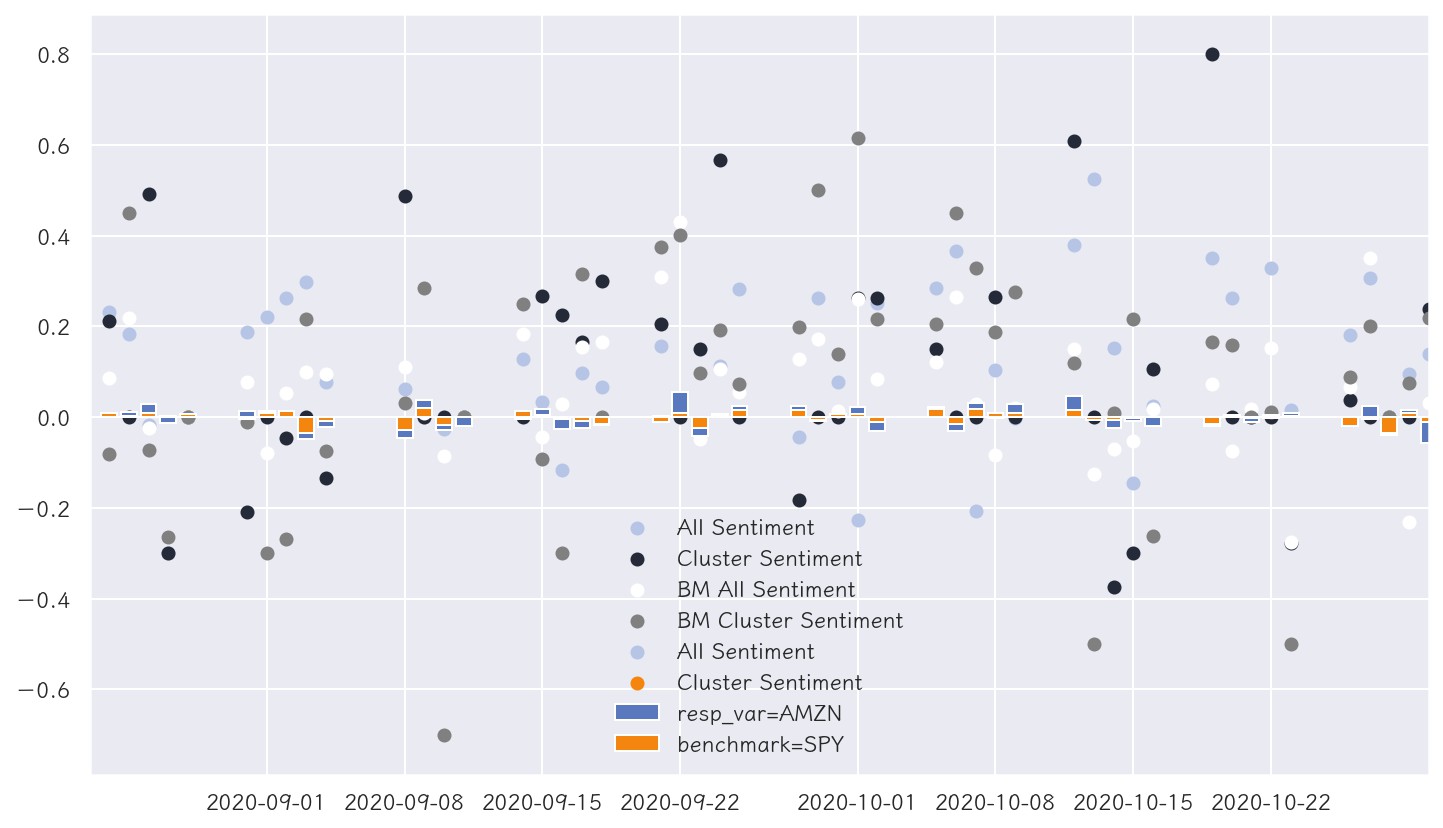 0.8
0.6
0.4
0.2
0.0
−0.2
−0.4
−0.6
All Sentiment
Cluster Sentiment
BM All Sentiment
BM Cluster Sentiment
All Sentiment
Cluster Sentiment
resp_var=AMZN
benchmark=SPY
2020-09-01 2020-09-08 2020-09-15 2020-09-22 2020-10-01 2020-10-08 2020-10-15 2020-10-22